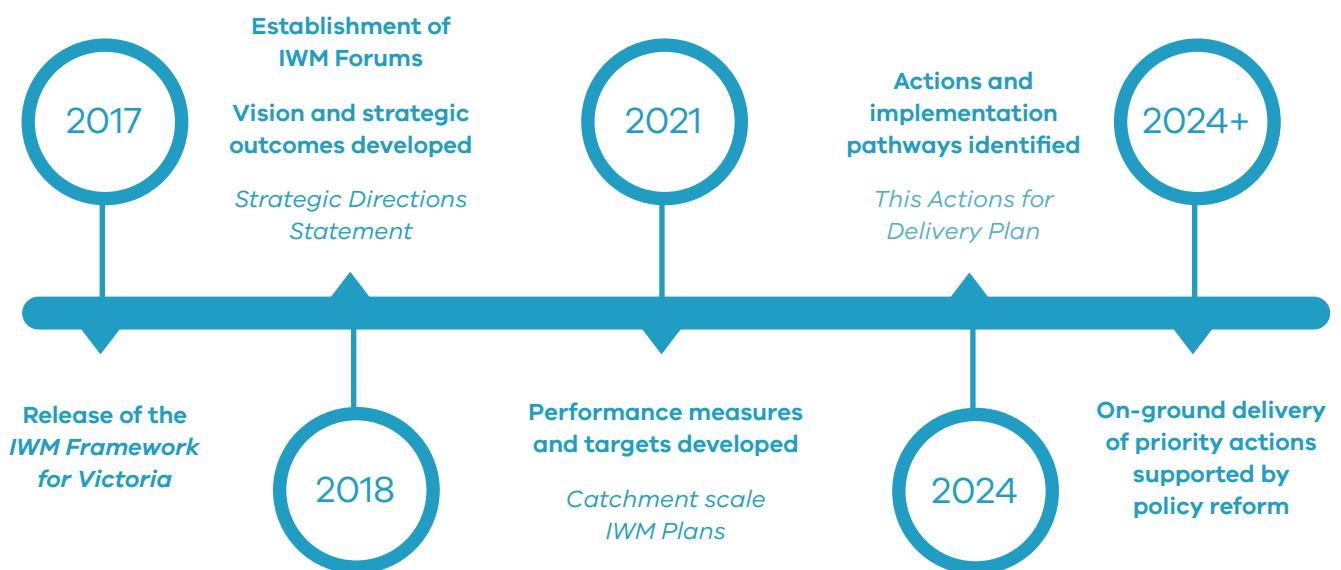 2017
Release of the
IWM Framework
for Victoria
Establishment of
IWM Forums
Vision and strategic
outcomes developed
Strategic Directions
Statement
2018
2021
Performance measures
and targets developed
Catchment scale
IWM Plans
Actions and
implementation
pathways identified
This Actions for
Delivery Plan
2024
2024+
On-ground delivery
of priority actions
supported by
policy reform